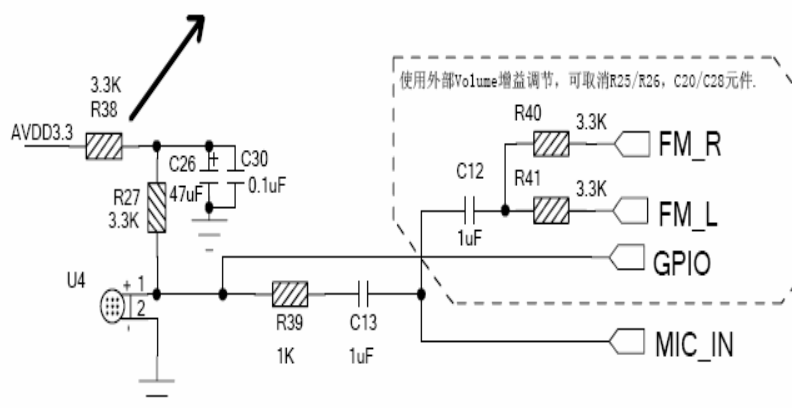 使用外部Volume增益调节，可取消R25/R26，C20/C28元件.
3.3K
R38
AVDD3.3
C26
47uF
+
C30
0.1uF
R27
3.3K
R40
3.3K
FM_R
C12
1uF
R41
3.3K
FM_L
GPIO
U4
+ 1
2
-
R39
1K
C13
1uF
MIC_IN